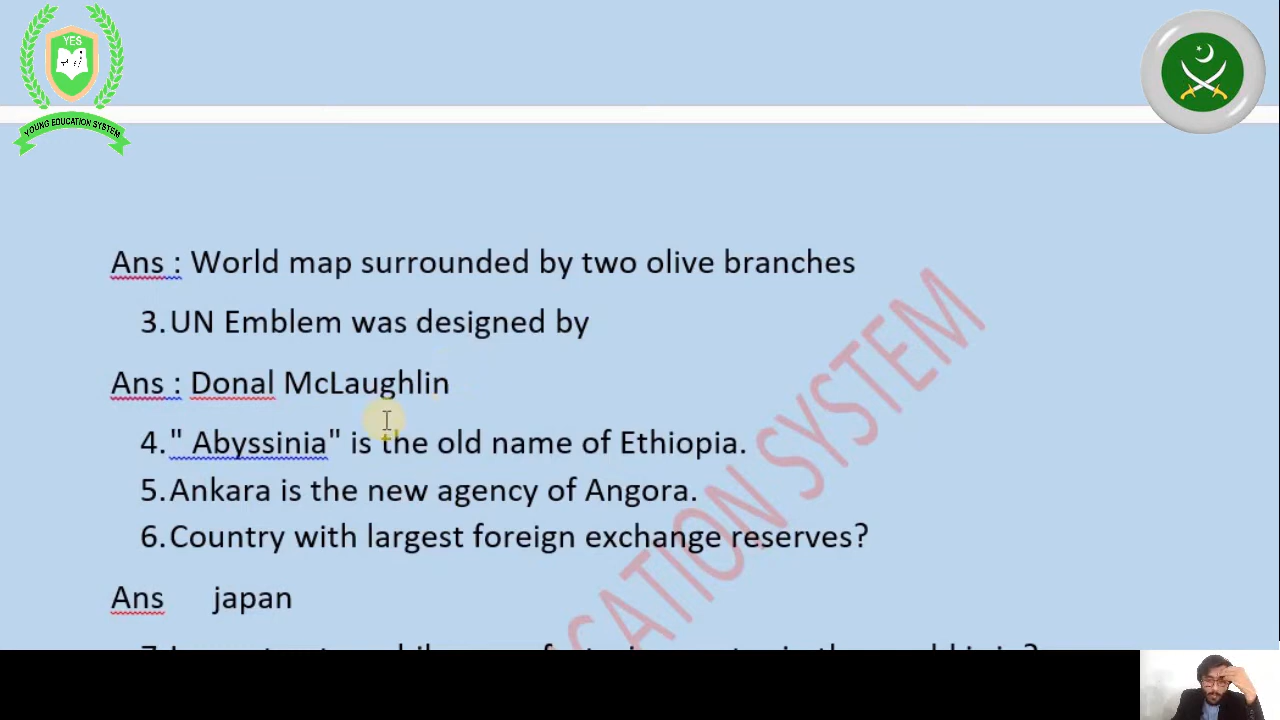 YES
YOUNG EDUCATION SYSTEM
Ans : World map surrounded by two olive branches
3. UN Emblem was designed by
Ans : Donal McLaughlin
4. " Abyssinia" is the old name of Ethiopia.
5. Ankara is the new agency of Angora.
6. Country with largest foreign exchange reserves?
Ans japan
CATION SYSTEM